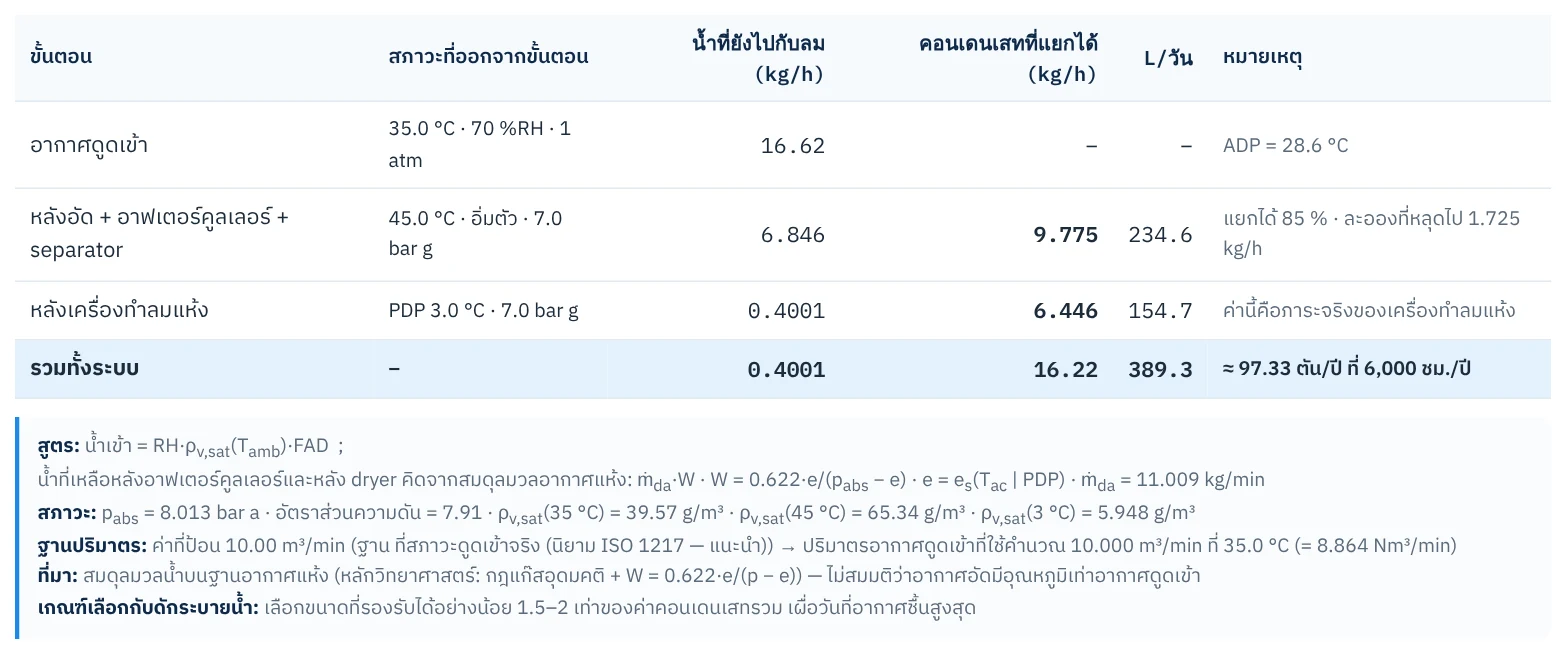 ขั้นตอน สภาวะที่ออกจากขั้นตอน น้ำที่ยังไปกับลม (kg/h) คอนเดนเสทที่แยกได้ (kg/h) L/วัน หมายเหตุ
อากาศดูดเข้า 35.0 °C · 70 %RH · 1 atm 16.62 – – ADP = 28.6 °C
หลังอัด + อาฟเตอร์คูลเลอร์ + separator 45.0 °C · อิ่มตัว · 7.0 bar g 6.846 9.775 234.6 แยกได้ 85 % · ละอองที่หลุดไป 1.725 kg/h
หลังเครื่องทำลมแห้ง PDP 3.0 °C · 7.0 bar g 0.4001 6.446 154.7 ค่านี้คือภาระจริงของเครื่องทำลมแห้ง
รวมทั้งระบบ – 0.4001 16.22 389.3 ≈ 97.33 ตัน/ปี ที่ 6,000 ชม./ปี
สูตร: น้ำเข้า = RH·ρv,sat(Tamb)·FAD ;
น้ำที่เหลือหลังอาฟเตอร์คูลเลอร์และหลัง dryer คิดจากสมดุลมวลอากาศแห้ง: ṁda·W · W = 0.622·e/(pabs − e) · e = es(Tac | PDP) · ṁda = 11.009 kg/min
สภาวะ: pabs = 8.013 bar a · อัตราส่วนความดัน = 7.91 · ρv,sat(35 °C) = 39.57 g/m³ · ρv,sat(45 °C) = 65.34 g/m³ · ρv,sat(3 °C) = 5.948 g/m³
ฐานปริมาตร: ค่าที่ป้อน 10.00 m³/min (ฐาน ที่สภาวะดูดเข้าจริง (นิยาม ISO 1217 — แนะนำ)) → ปริมาตรอากาศดูดเข้าที่ใช้คำนวณ 10.000 m³/min ที่ 35.0 °C (= 8.864 Nm³/min)
ที่มา: สมดุลมวลน้ำบนฐานอากาศแห้ง (หลักวิทยาศาสตร์: กฎแก๊สอุดมคติ + W = 0.622·e/(p − e)) — ไม่สมมติว่าอากาศอัดมีอุณหภูมิเท่าอากาศดูดเข้า
เกณฑ์เลือกกับดักระบายน้ำ: เลือกขนาดที่รองรับได้อย่างน้อย 1.5–2 เท่าของค่าคอนเดนเสทรวม เผื่อวันที่อากาศชื้นสูงสุด